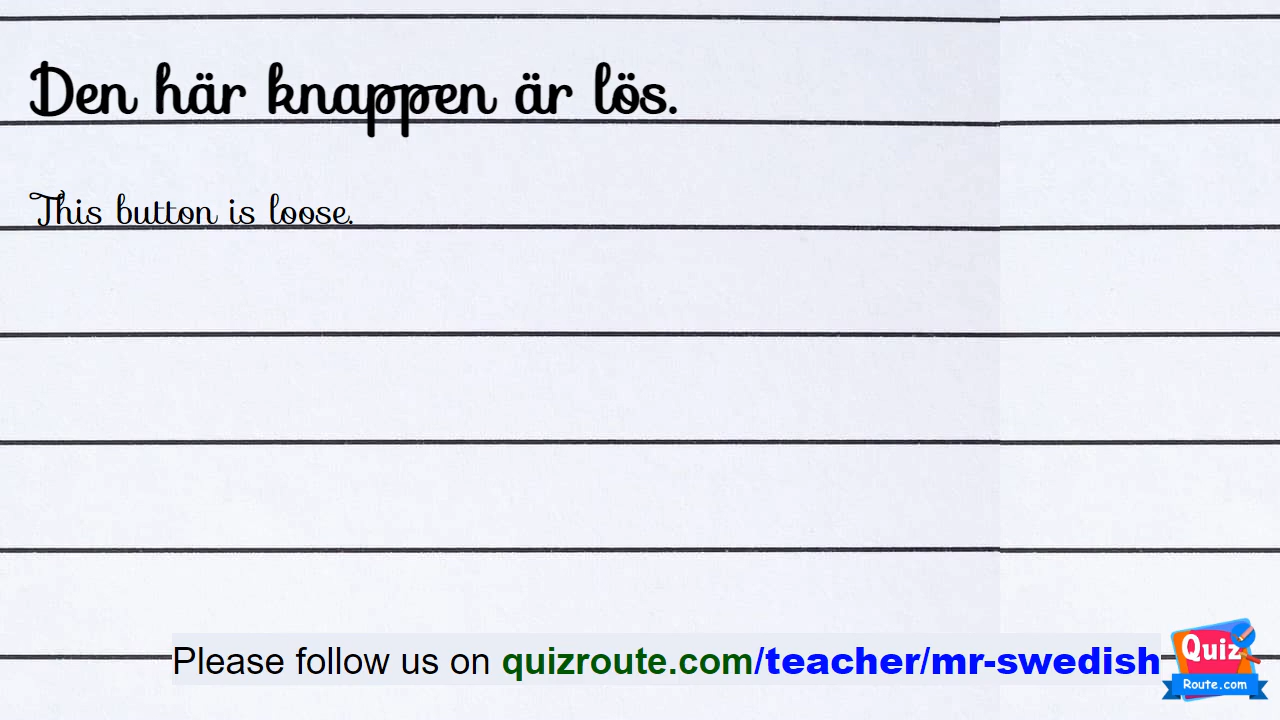 Den här knappen är lös.
This button is loose.
Please follow us on quizroute.com/teacher/mr-swedish
Quiz
Route.com